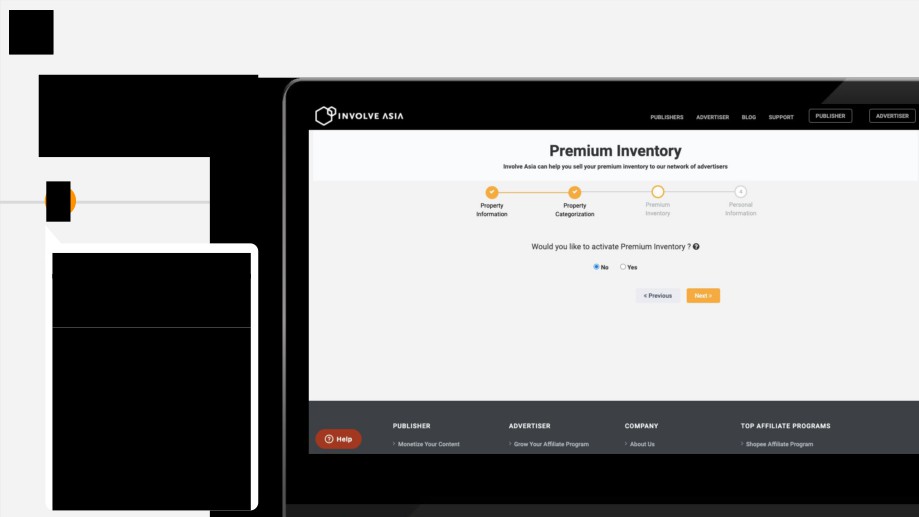 INVOLVE ASIA
PUBLISHERS ADVERTISER BLOG SUPPORT PUBLISHER ADVERTISER
Premium Inventory
Involve Asia can help you sell your premium inventory to our network of advertisers
Property Information
Property Categorization
Premium Inventory
4
Personal Information
Would you like to activate Premium Inventory ?
No Yes
< Previous Next >
PUBLISHER ADVERTISER COMPANY TOP AFFILIATE PROGRAMS
Help
> Monetize Your Content > Grow Your Affiliate Program > About Us > Shopee Affiliate Program